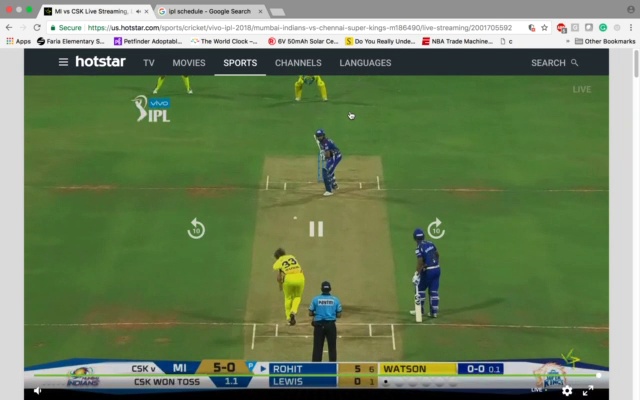 MI vs CSK Live Streaming,
ipl schedule - Google Search
Secure https://us.hotstar.com/sports/cricket/vivo-ipl-2018/mumbai-indians-vs-chennai-super-kings-m186490/live-streaming/2001705592
Apps Faria Elementary S... Petfinder Adoptabl... The World Clock –... 6V 50mAh Solar Ce... Do You Really Unde... NBA Trade Machine... c » Other Bookmarks
hotstar TV MOVIES SPORTS CHANNELS LANGUAGES SEARCH
LIVE
vivo
IPL
10
10
33
CSK v MI 5-0 P ROHIT 5 6 WATSON 0-0 0.1
CSK WON TOSS 1.1 LEWIS 0 1
INDIANS
LIVE